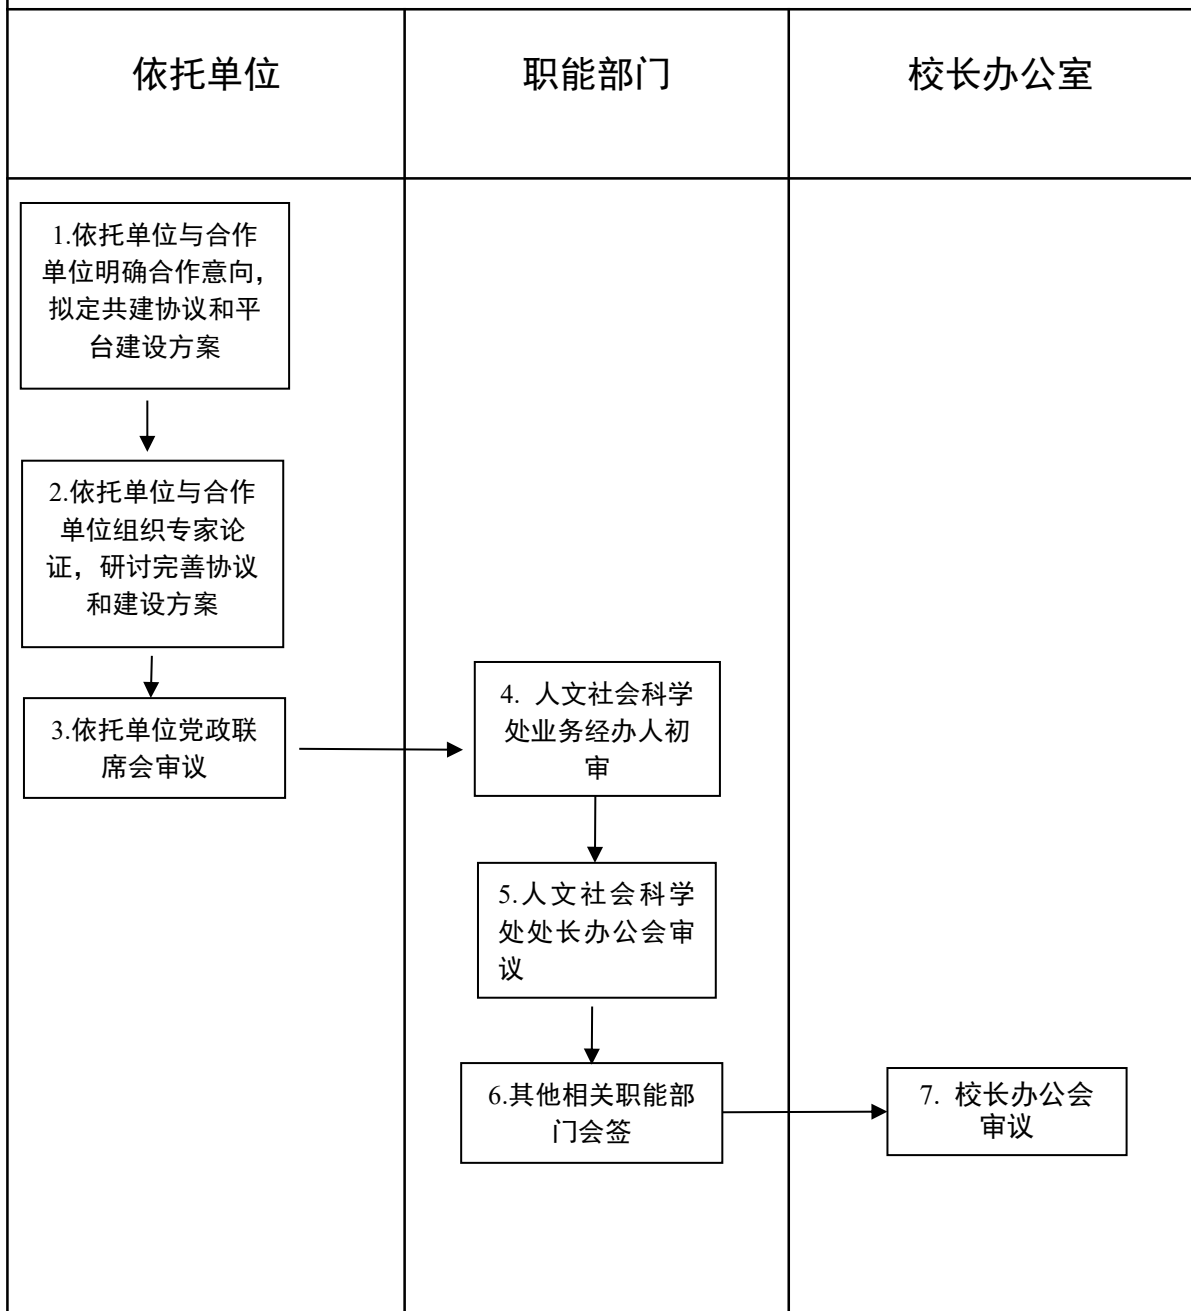 依托单位
职能部门
校长办公室
1.依托单位与合作
单位明确合作意向，
拟定共建协议和平
台建设方案
2.依托单位与合作
单位组织专家论
证，研讨完善协议
和建设方案
3.依托单位党政联
席会审议
4. 人文社会科学
处业务经办人初
审
5.人文社会科学
处处长办公会审
议
6.其他相关职能部
门会签
7. 校长办公会
审议